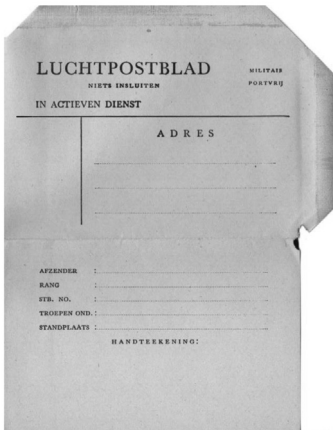 LUCHTPOSTBLAD
MILITAIR
NIETS INSLUITEN
PORTVRIJ
IN ACTIEVEN DIENST
ADRES
AFZENDER :
RANG :
STB. NO. :
TROEPEN OND. :
STANDPLAATS :
HANDTEEKENING: